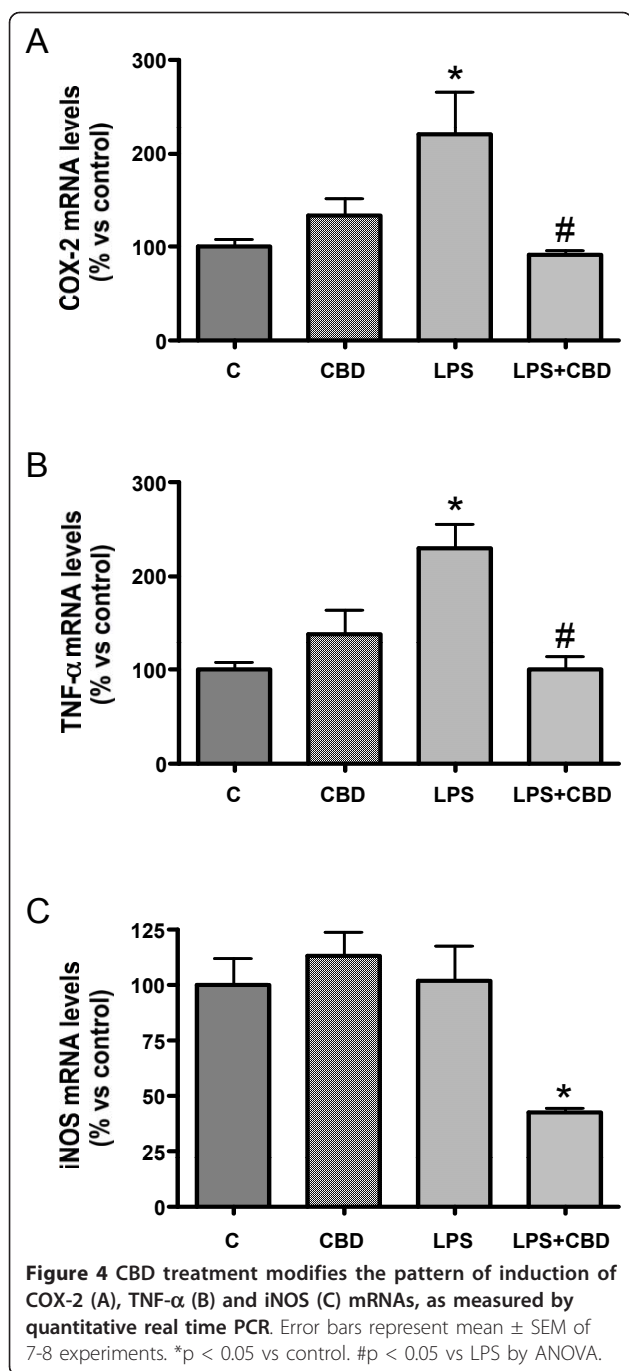 A
COX-2 mRNA levels
(% vs control)
300
200
100
0
*
#
C CBD LPS LPS+CBD
B
TNF-α mRNA levels
(% vs control)
300
200
100
0
*
#
C CBD LPS LPS+CBD
C
iNOS mRNA levels
(% vs control)
125
100
75
50
25
0
*
C CBD LPS LPS+CBD
Figure 4 CBD treatment modifies the pattern of induction of
COX-2 (A), TNF-α (B) and iNOS (C) mRNAs, as measured by
quantitative real time PCR. Error bars represent mean ± SEM of
7-8 experiments. *p < 0.05 vs control. #p < 0.05 vs LPS by ANOVA.